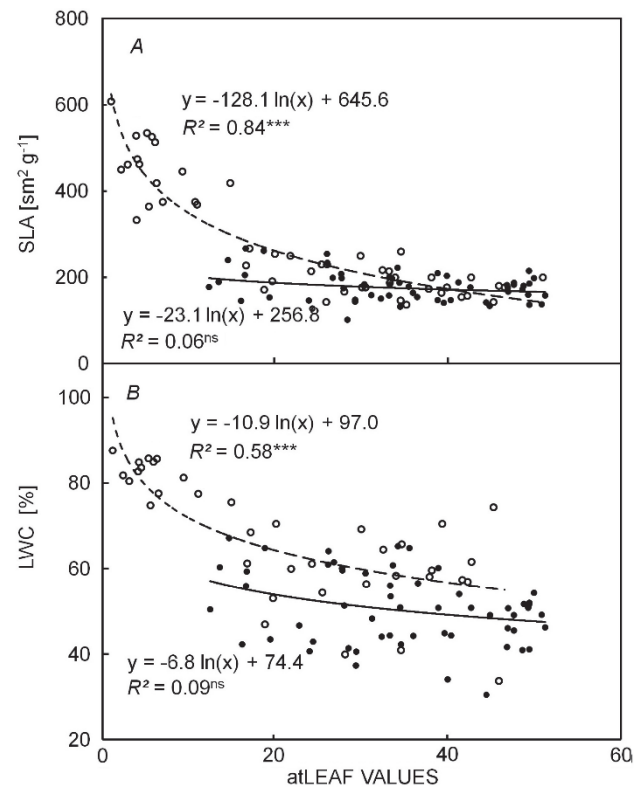 800
A
y = -128.1 ln(x) + 645.6
R² = 0.84***
600
SLA [sm² g⁻¹]
400
200
y = -23.1 ln(x) + 256.8
R² = 0.06ⁿˢ
0
B
100
y = -10.9 ln(x) + 97.0
R² = 0.58***
80
LWC [%]
60
40
y = -6.8 ln(x) + 74.4
R² = 0.09ⁿˢ
20
0 20 40 60
atLEAF VALUES